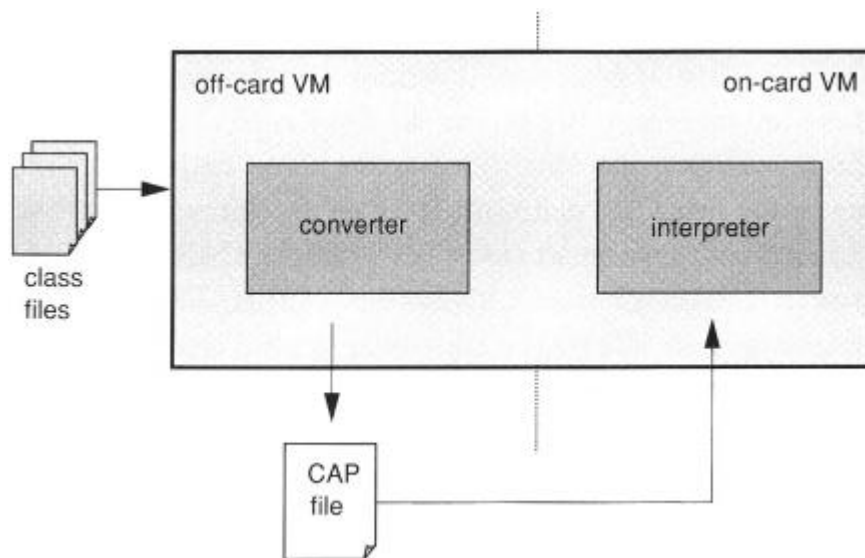 off-card VM
on-card VM
converter
interpreter
class
files
CAP
file